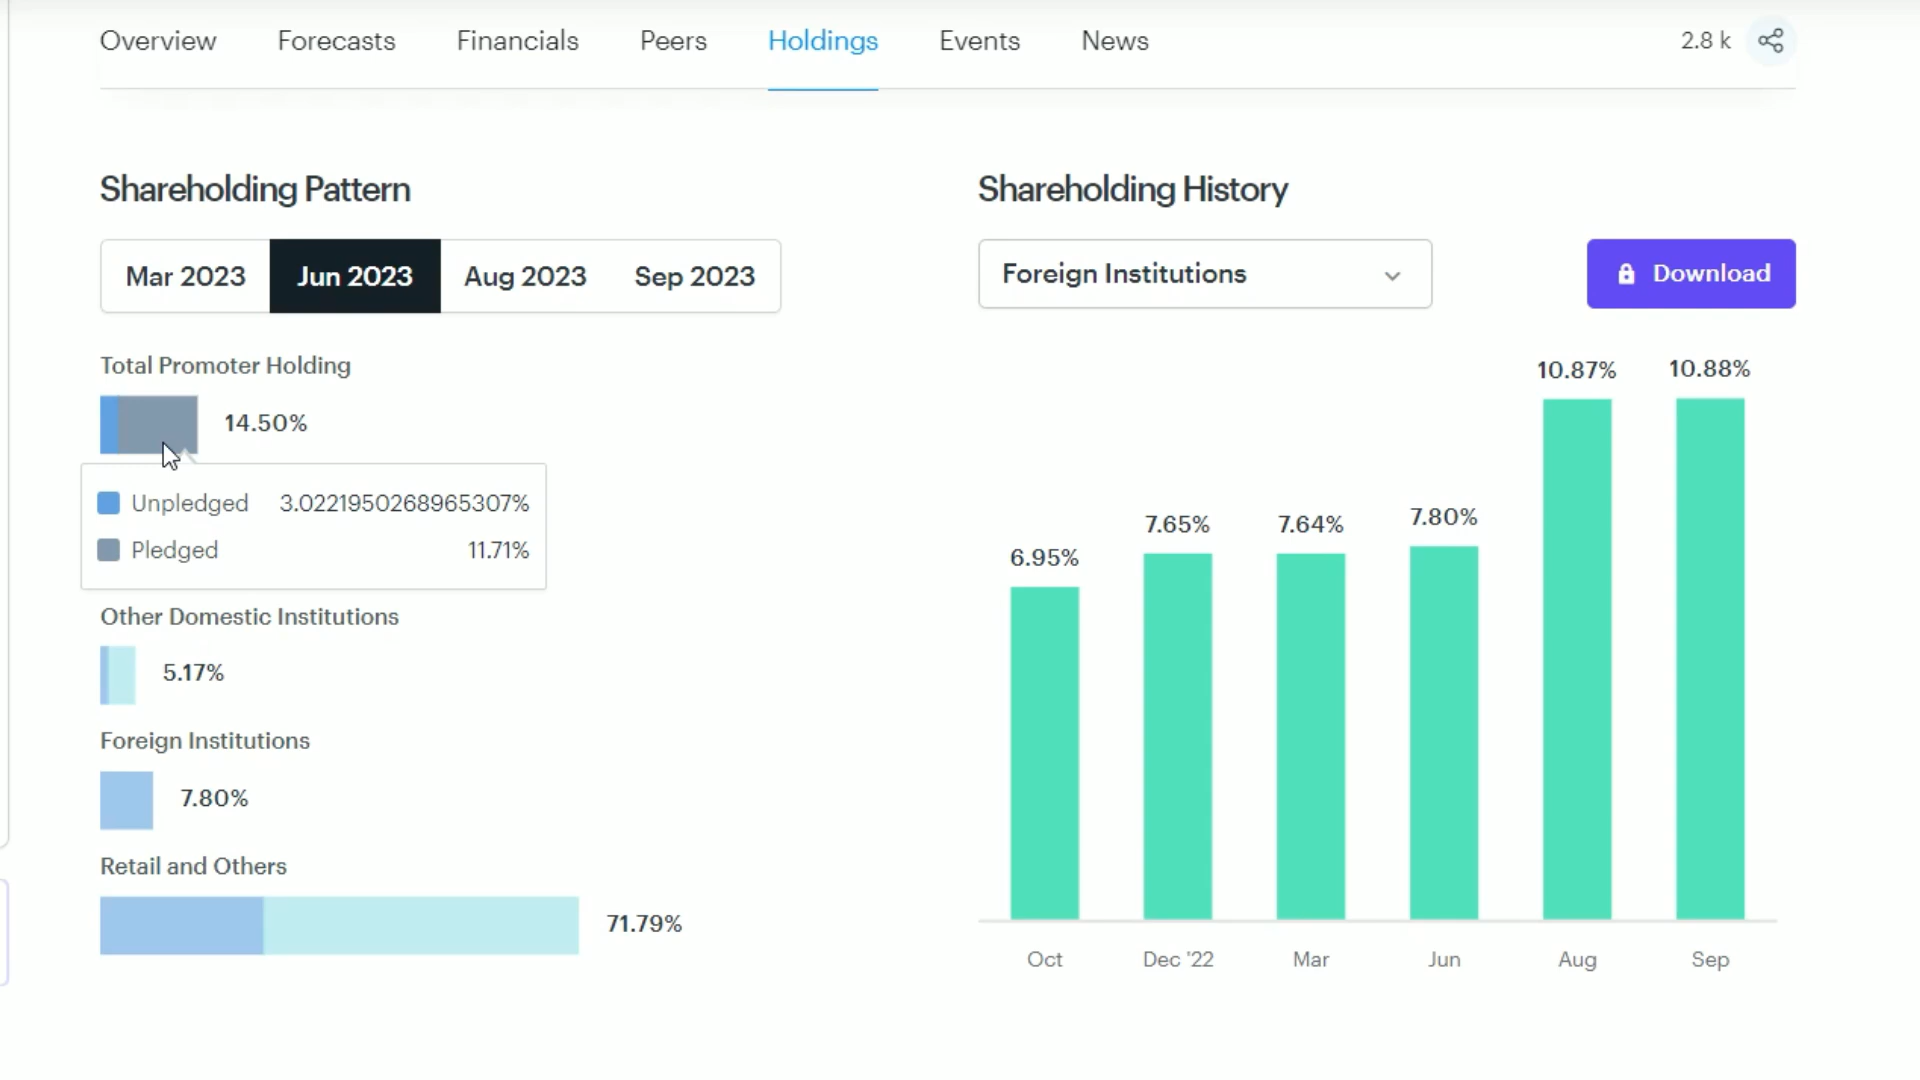 Overview Forecasts Financials Peers Holdings Events News 2.8 k
Shareholding Pattern
Mar 2023 Jun 2023 Aug 2023 Sep 2023
Total Promoter Holding
14.50%
Unpledged 3.0221950268965307%
Pledged 11.71%
Other Domestic Institutions
5.17%
Foreign Institutions
7.80%
Retail and Others
71.79%
Shareholding History
Foreign Institutions
Download
6.95% 7.65% 7.64% 7.80% 10.87% 10.88%
Oct Dec '22 Mar Jun Aug Sep